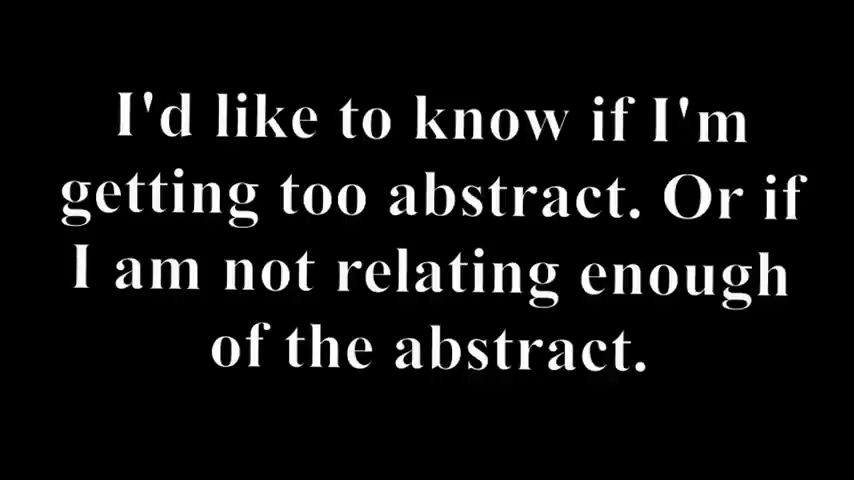 I'd like to know if I'm
getting too abstract. Or if
I am not relating enough
of the abstract.